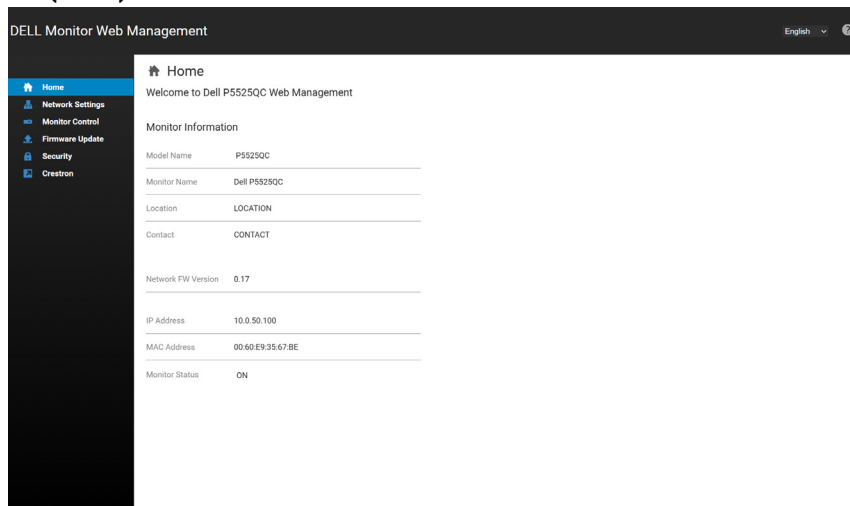 DELL Monitor Web Management
English
?
Home
Network Settings
Monitor Control
Firmware Update
Security
Crestron
Home
Welcome to Dell P5525QC Web Management
Monitor Information
Model Name P5525QC
Monitor Name Dell P5525QC
Location LOCATION
Contact CONTACT
Network FW Version 0.17
IP Address 10.0.50.100
MAC Address 00:60:E9:35:67:BE
Monitor Status ON